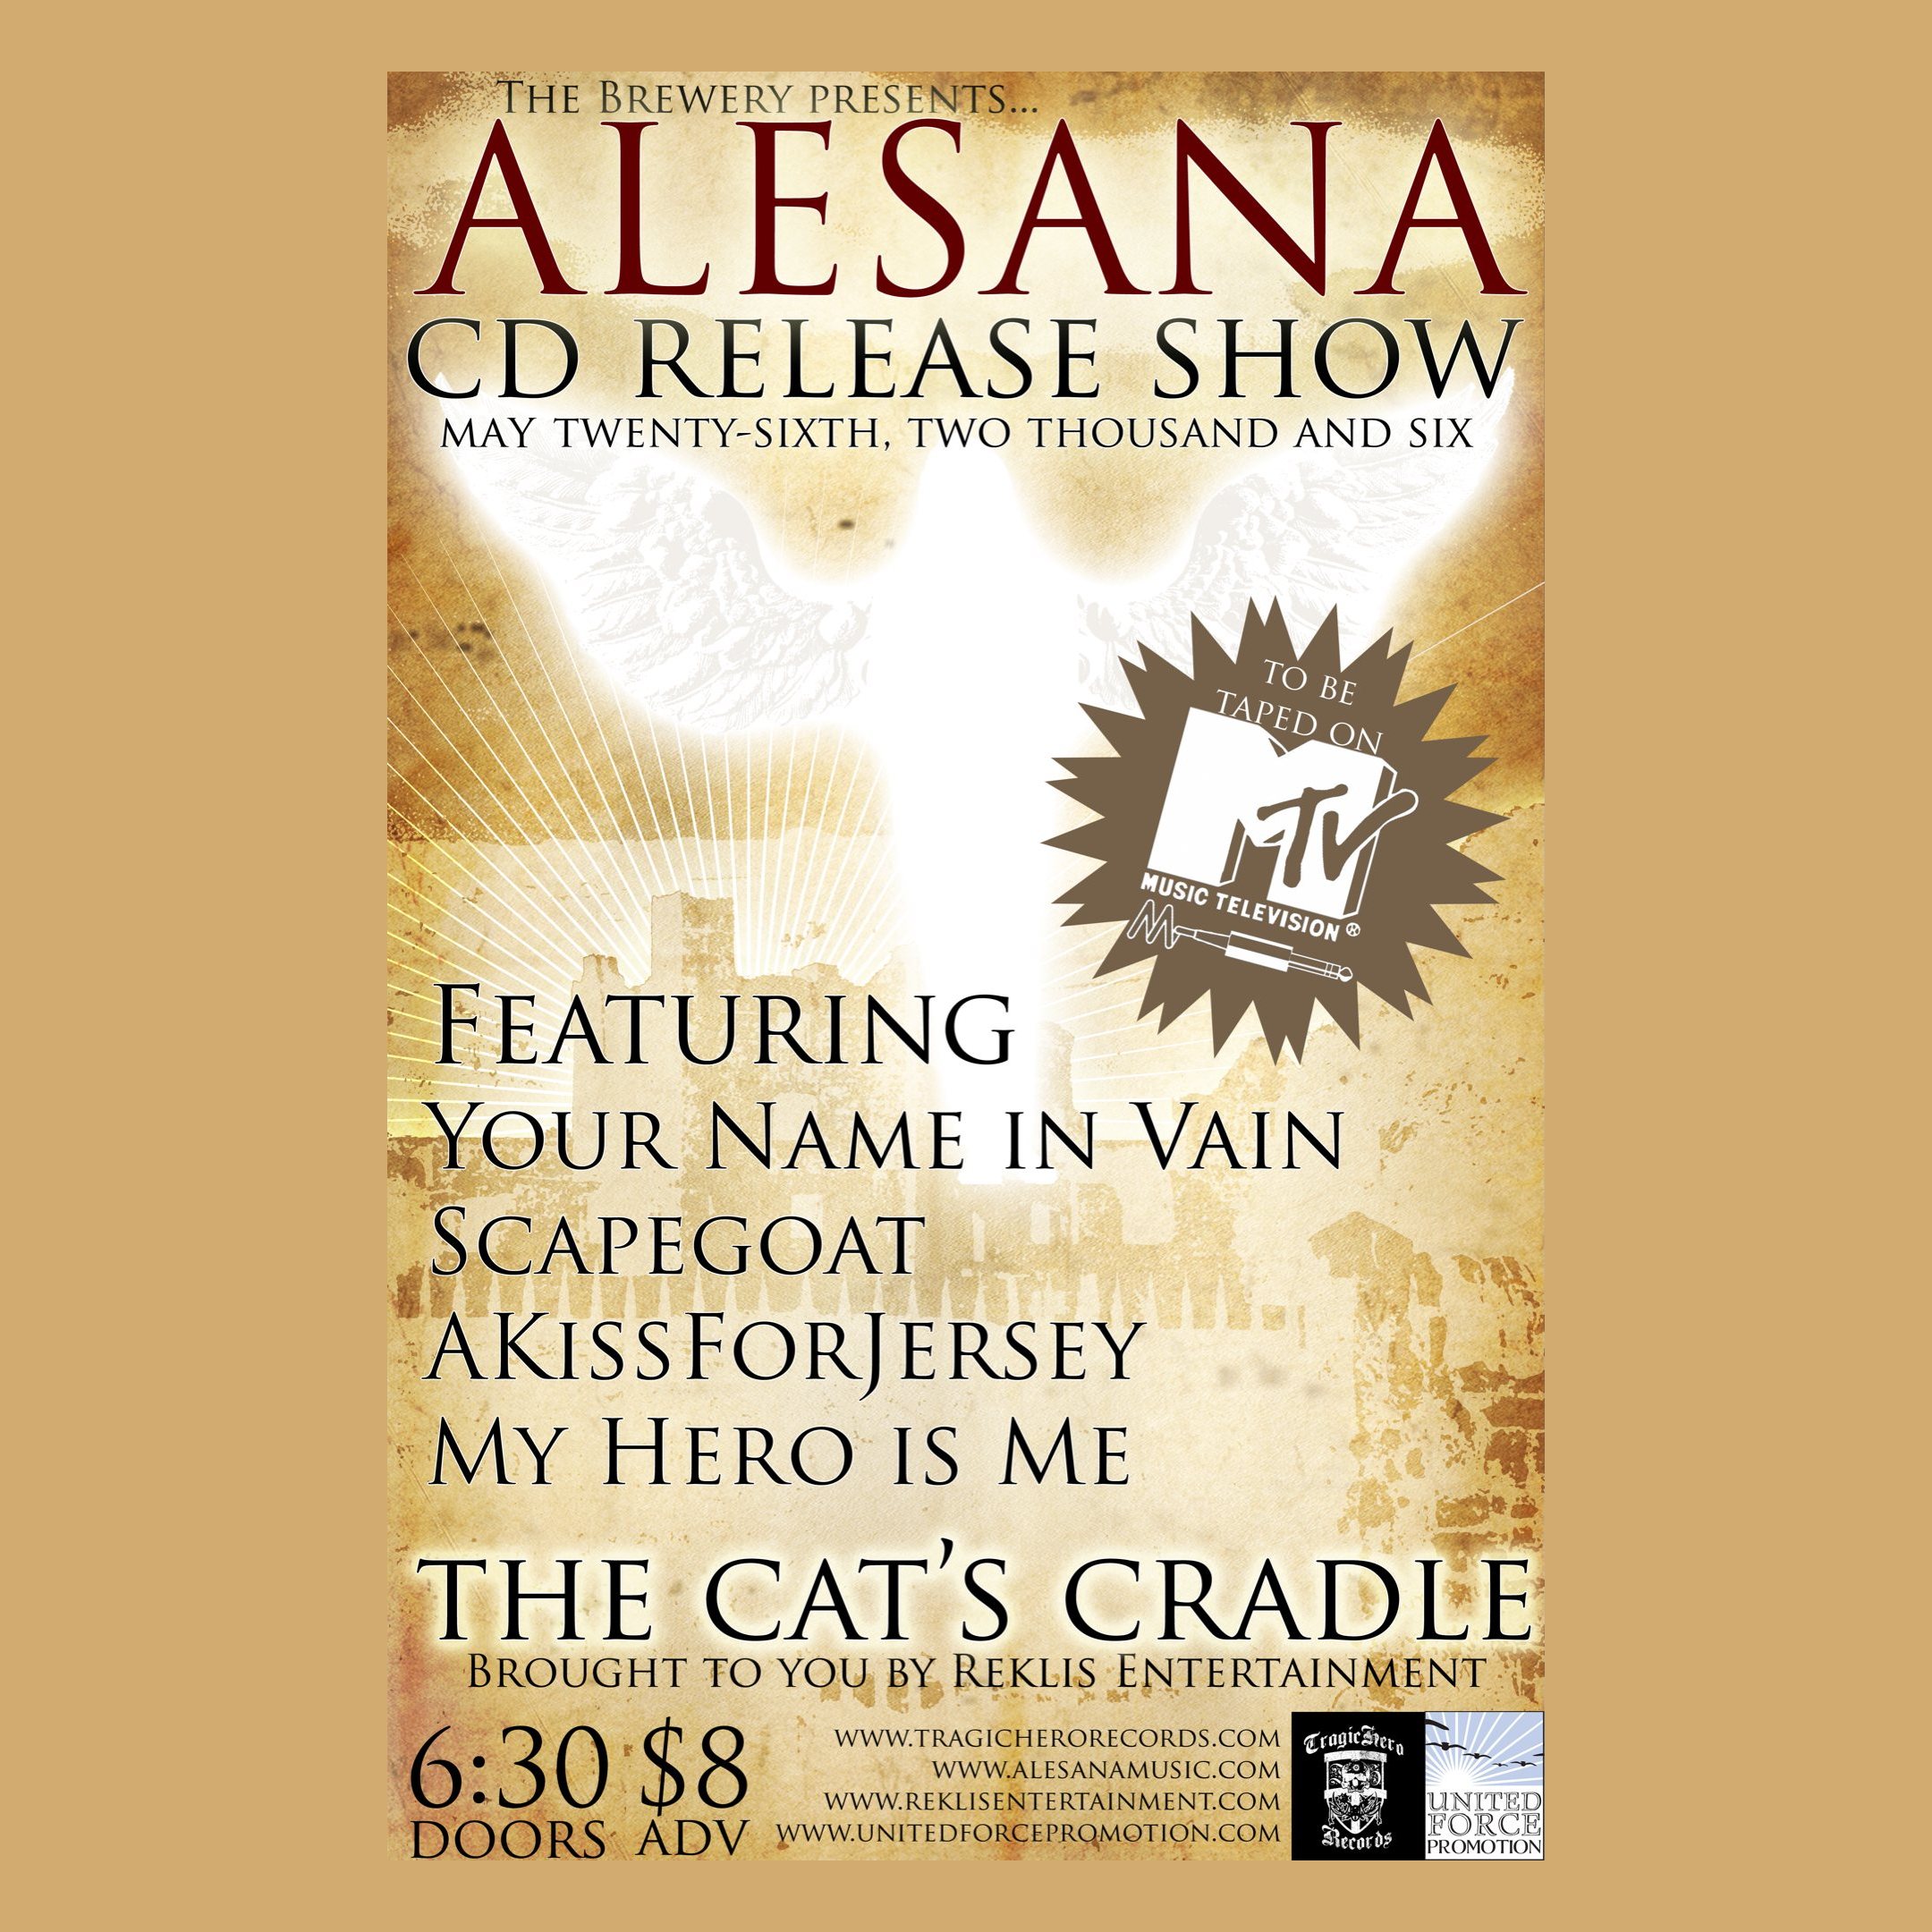 The Brewery presents...
ALESANA
CD RELEASE SHOW
MAY TWENTY-SIXTH, TWO THOUSAND AND SIX
TO BE
TAPED ON
MTV
MUSIC TELEVISION®
Featuring
Your Name in Vain
Scapegoat
AKissForJersey
My Hero is Me
THE CAT'S CRADLE
Brought to you by Reklis Entertainment
6:30 $8
DOORS ADV
WWW.TRAGICHERORECORDS.COM
WWW.ALESANAMUSIC.COM
WWW.REKLISENTERTAINMENT.COM
WWW.UNITEDFORCEPROMOTION.COM
TragicHero
Records
UNITED
FORCE
PROMOTION